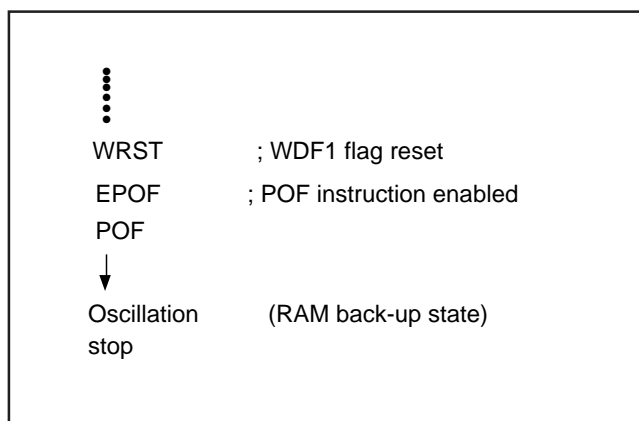 WRST ; WDF1 flag reset
EPOF ; POF instruction enabled
POF
Oscillation (RAM back-up state)
stop